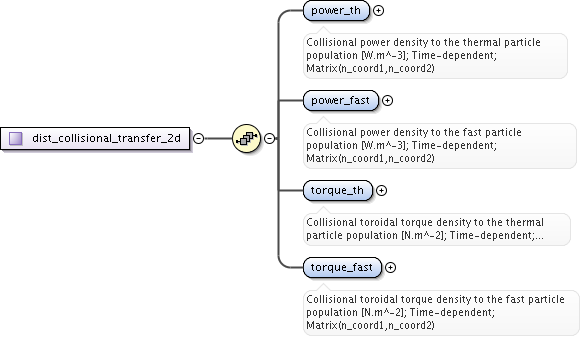 power_th
Collisional power density to the thermal particle
population [W.m^-3]; Time-dependent;
Matrix(n_coord1,n_coord2)
power_fast
Collisional power density to the fast particle
population [W.m^-3]; Time-dependent;
Matrix(n_coord1,n_coord2)
dist_collisional_transfer_2d
torque_th
Collisional toroidal torque density to the thermal
particle population [N.m^-2]; Time-dependent;...
torque_fast
Collisional toroidal torque density to the fast particle
population [N.m^-2]; Time-dependent;
Matrix(n_coord1,n_coord2)